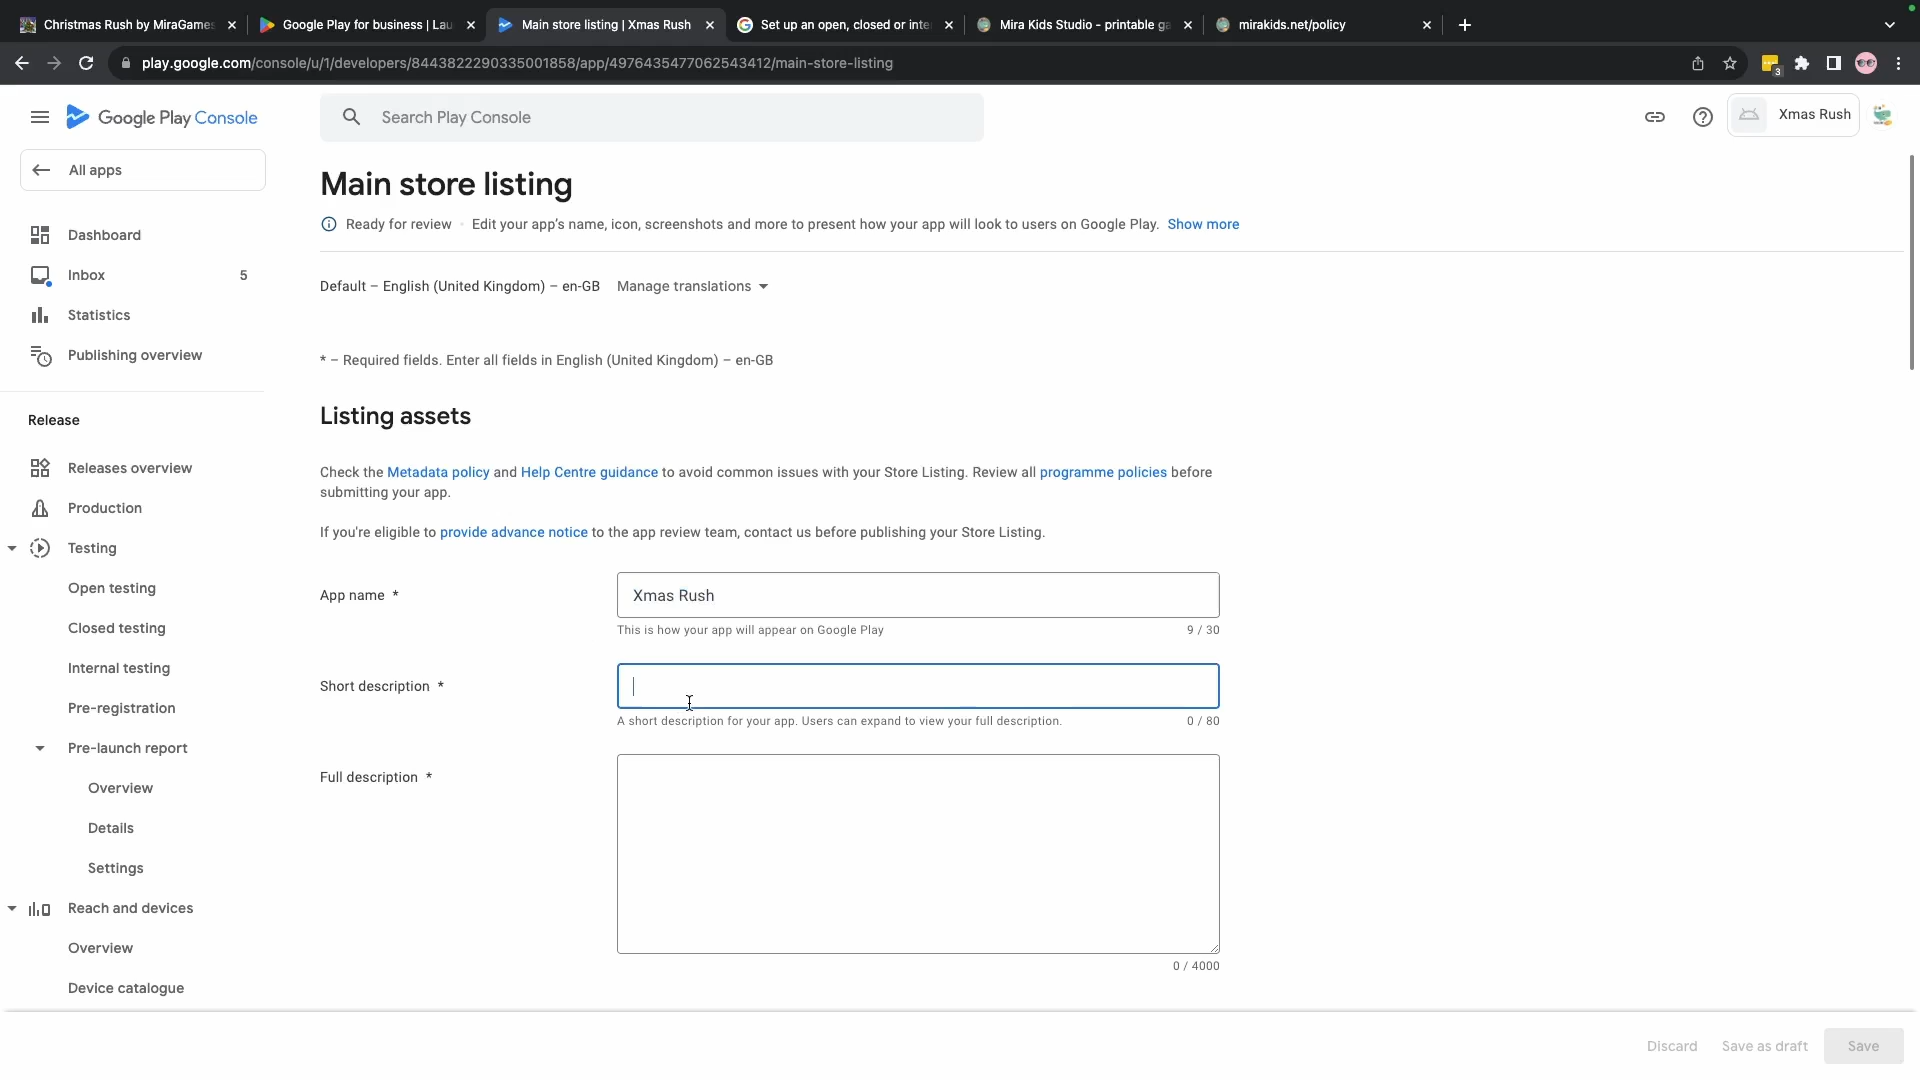 Christmas Rush by MiraGames
Google Play for business | Lau
Main store listing | Xmas Rush
Set up an open, closed or inte
Mira Kids Studio - printable ga
mirakids.net/policy
play.google.com/console/u/1/developers/8443822290335001858/app/4976435477062543412/main-store-listing
3
Google Play Console
Search Play Console
Xmas Rush
All apps
Dashboard
Inbox 5
Statistics
Publishing overview
Release
Releases overview
Production
Testing
Open testing
Closed testing
Internal testing
Pre-registration
Pre-launch report
Overview
Details
Settings
Reach and devices
Overview
Device catalogue
Main store listing
Ready for review · Edit your app's name, icon, screenshots and more to present how your app will look to users on Google Play. Show more
Default – English (United Kingdom) – en-GB Manage translations
* – Required fields. Enter all fields in English (United Kingdom) – en-GB
Listing assets
Check the Metadata policy and Help Centre guidance to avoid common issues with your Store Listing. Review all programme policies before
submitting your app.
If you're eligible to provide advance notice to the app review team, contact us before publishing your Store Listing.
App name * Xmas Rush
This is how your app will appear on Google Play 9 / 30
Short description *
A short description for your app. Users can expand to view your full description. 0 / 80
Full description *
0 / 4000
Discard Save as draft Save